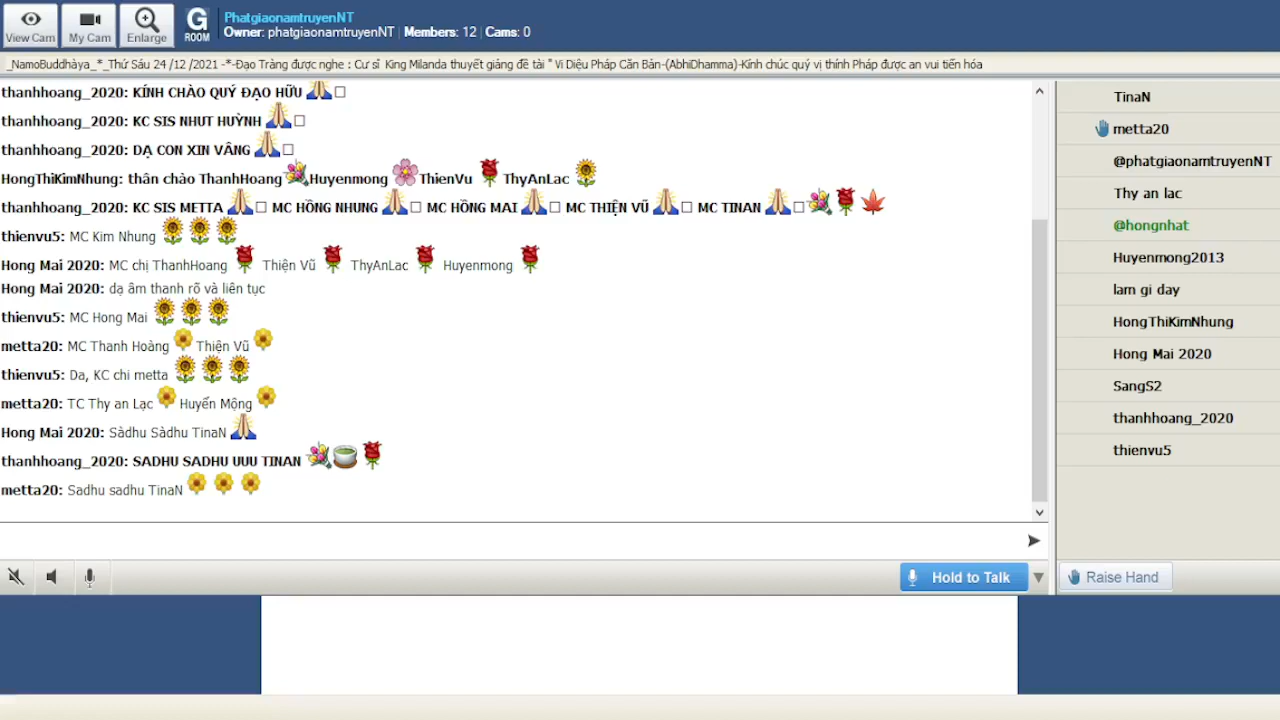 View Cam
My Cam
Enlarge
G
ROOM
PhatgiaonamtruyenNT
Owner: phatgiaonamtruyenNT | Members: 12 | Cams: 0
_NamoBuddhàya_*_Thứ Sáu 24 /12 /2021 -*-Đạo Tràng được nghe : Cư sĩ King Milanda thuyết giảng đề tài " Vi Diệu Pháp Căn Bản-(AbhiDhamma)-Kính chúc quý vị thính Pháp được an vui tiến hóa
thanhhoang_2020: KÍNH CHÀO QUÝ ĐẠO HỮU 🙏
thanhhoang_2020: KC SIS NHUT HUỲNH 🙏
thanhhoang_2020: DẠ CON XIN VÂNG 🙏
HongThiKimNhung: thân chào ThanhHoang 💐Huyenmong 🌸ThienVu 🌹ThyAnLac 🌻
thanhhoang_2020: KC SIS METTA 🙏 MC HỒNG NHUNG 🙏 MC HỒNG MAI 🙏 MC THIỆN VŨ 🙏 MC TINAN 🙏 💐🌹🍁
thienvu5: MC Kim Nhung 🌻🌻🌻
Hong Mai 2020: MC chị ThanhHoang 🌹 Thiện Vũ 🌹 ThyAnLac 🌹 Huyenmong 🌹
Hong Mai 2020: dạ âm thanh rõ và liên tục
thienvu5: MC Hong Mai 🌻🌻🌻
metta20: MC Thanh Hoàng 🌼 Thiện Vũ 🌼
thienvu5: Da, KC chi metta 🌻🌻🌻
metta20: TC Thy an Lạc 🌼 Huyển Mộng 🌼
Hong Mai 2020: Sàdhu Sàdhu TinaN 🙏
thanhhoang_2020: SADHU SADHU UUU TINAN 💐🍵🌹
metta20: Sadhu sadhu TinaN 🌼🌼🌼
Hold to Talk
TinaN
metta20
@phatgiaonamtruyenNT
Thy an lac
@hongnhat
Huyenmong2013
lam gi day
HongThiKimNhung
Hong Mai 2020
SangS2
thanhhoang_2020
thienvu5
Raise Hand